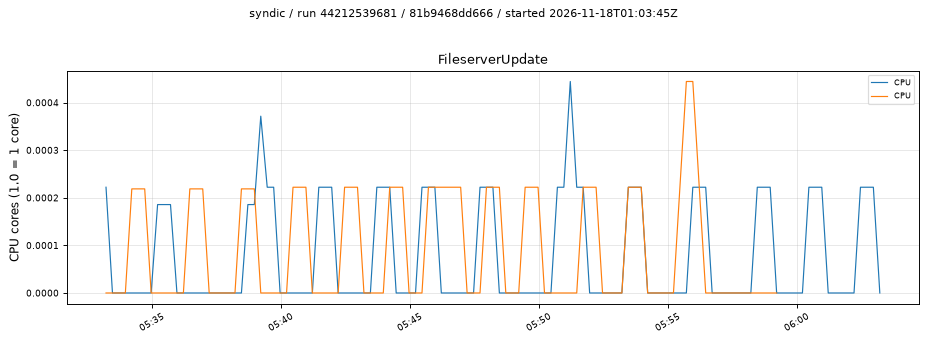 syndic / run 44212539681 / 81b9468dd666 / started 2026-11-18T01:03:45Z
FileserverUpdate
CPU
CPU
CPU cores (1.0 = 1 core)
0.0004
0.0003
0.0002
0.0001
0.0000
05:35
05:40
05:45
05:50
05:55
06:00